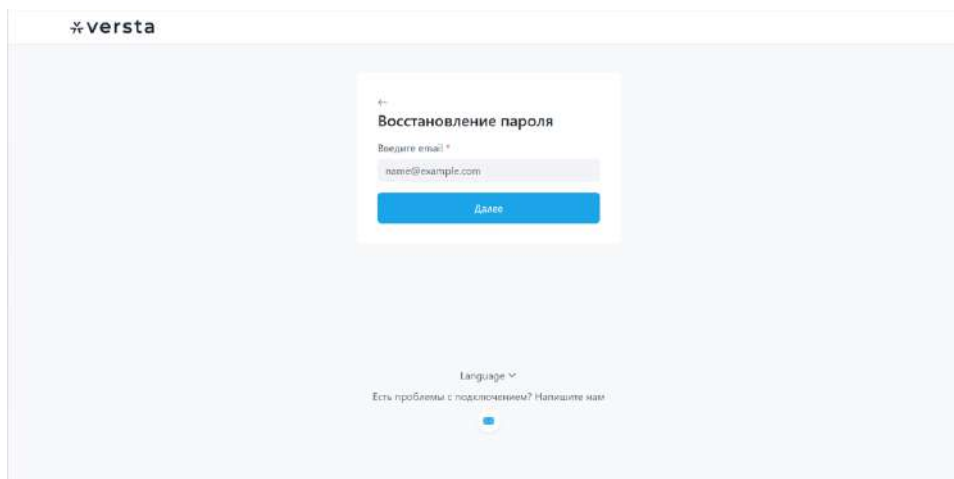 versta
Восстановление пароля
Введите email *
name@example.com
Далее
Language
Есть проблемы с подключением? Напишите нам